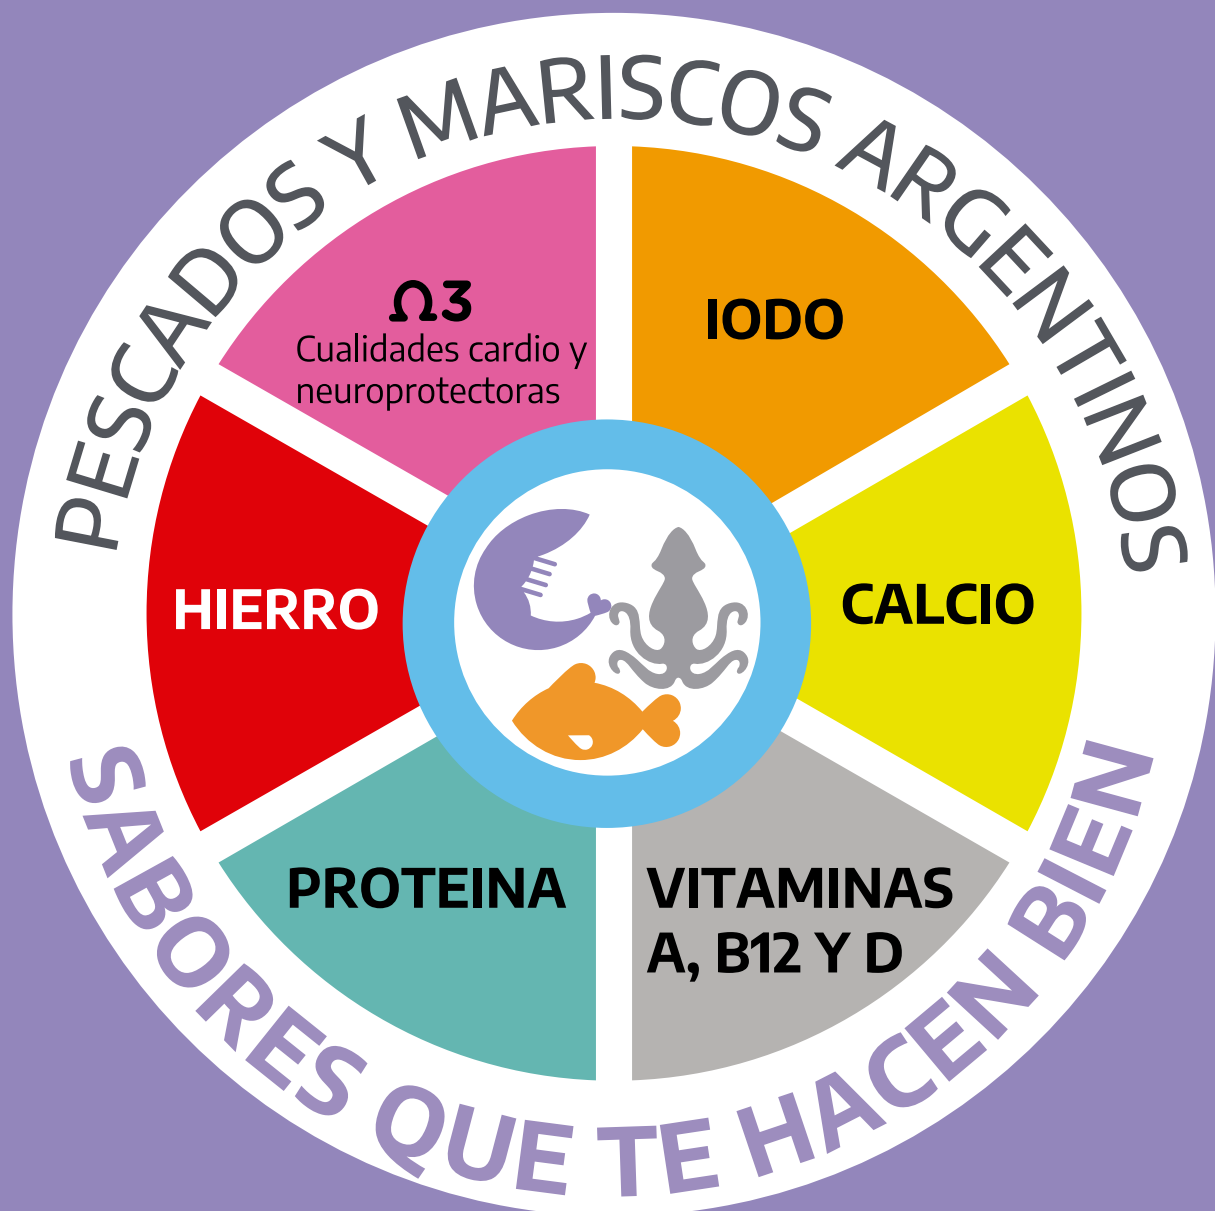 PESCADOS Y MARISCOS ARGENTINOS
Ω3
Cualidades cardio y
neuroprotectoras
IODO
HIERRO
CALCIO
PROTEINA
VITAMINAS
A, B12 Y D
SABORES QUE TE HACEN BIEN